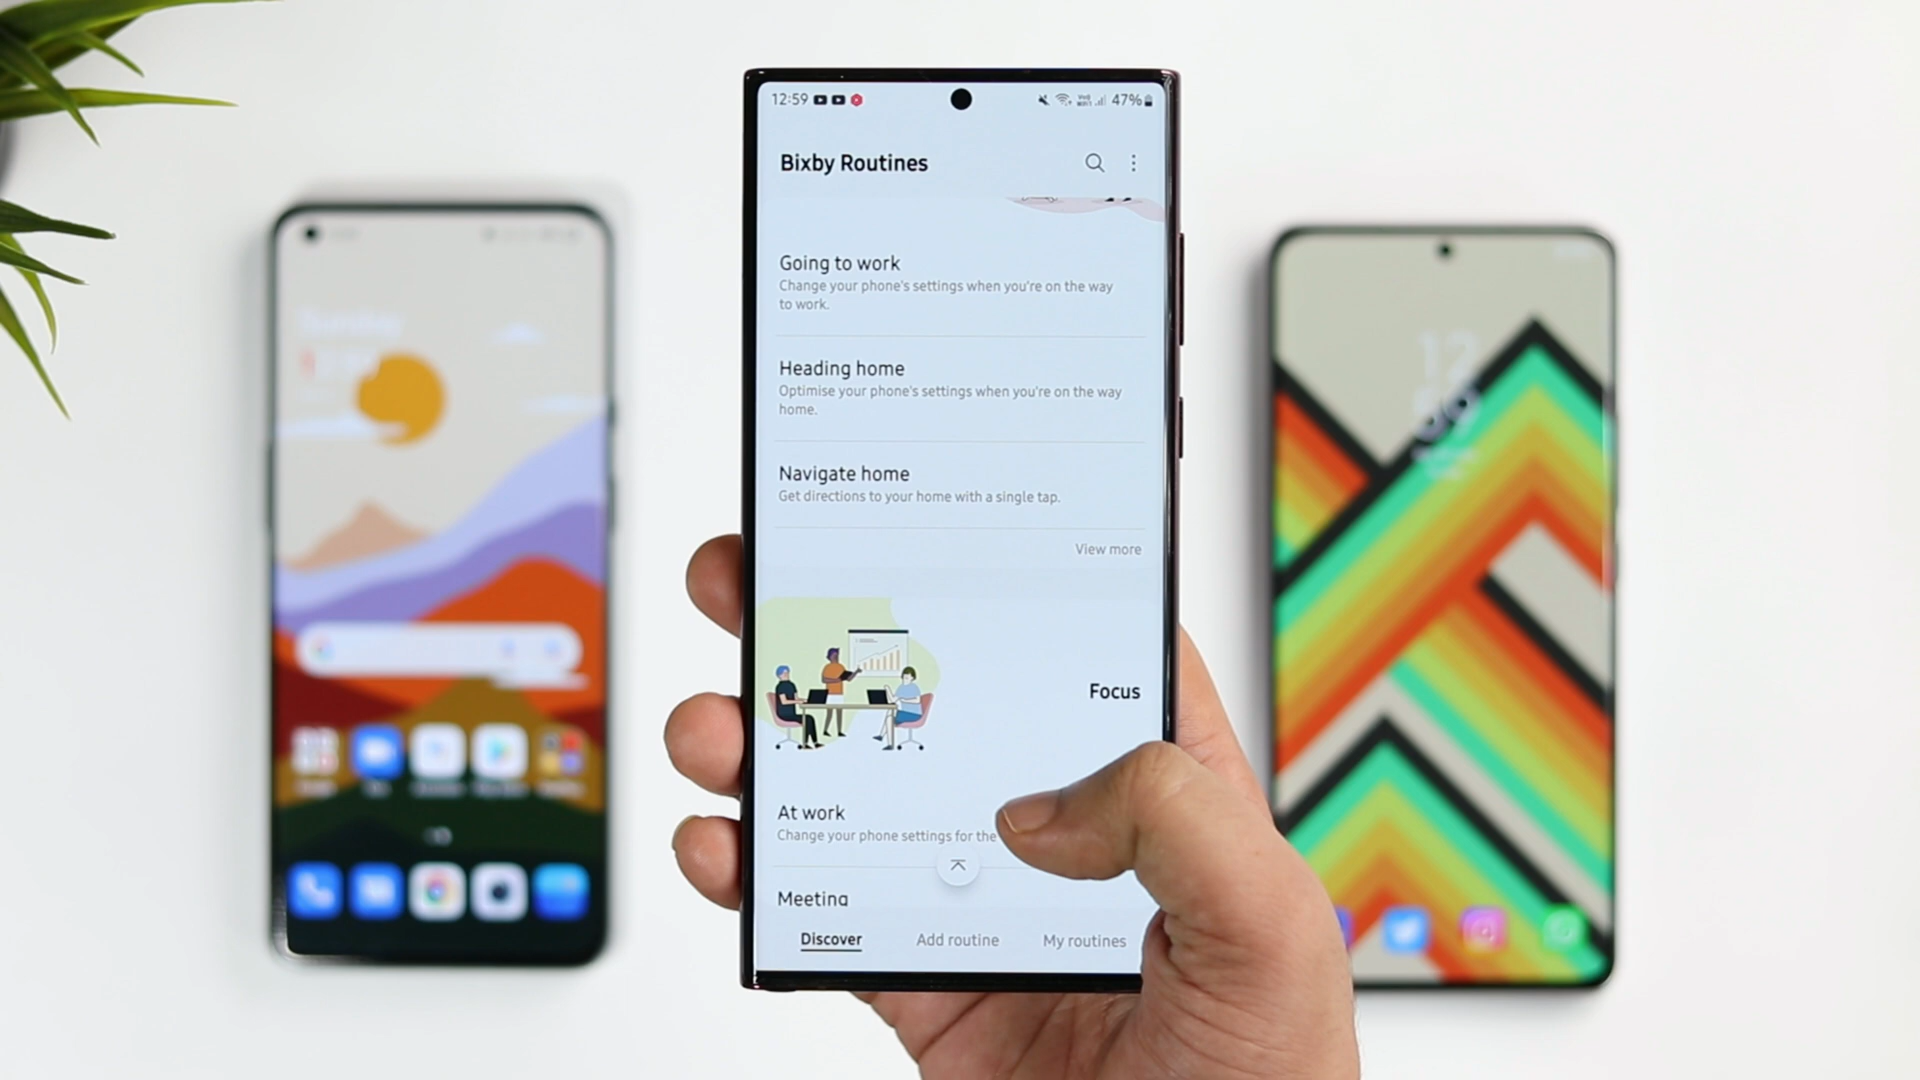 12:59
47%
Bixby Routines
Going to work
Change your phone's settings when you're on the way
to work.
Heading home
Optimise your phone's settings when you're on the way
home.
Navigate home
Get directions to your home with a single tap.
View more
Focus
At work
Change your phone settings for the
Meeting
Discover
Add routine
My routines
12
59